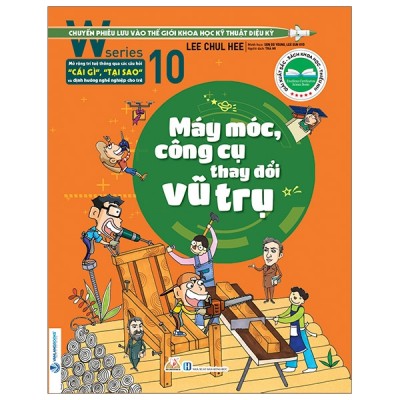 CHUYẾN PHIÊU LƯU VÀO THẾ GIỚI KHOA HỌC KỸ THUẬT DIỆU KỲ
W series
Mở rộng tri tuệ thông qua các câu hỏi
"CÁI GÌ", "TẠI SAO"
và định hướng nghề nghiệp cho trẻ
10
LEE CHUL HEE
Máy móc,
công cụ
thay đổi
vũ trụ